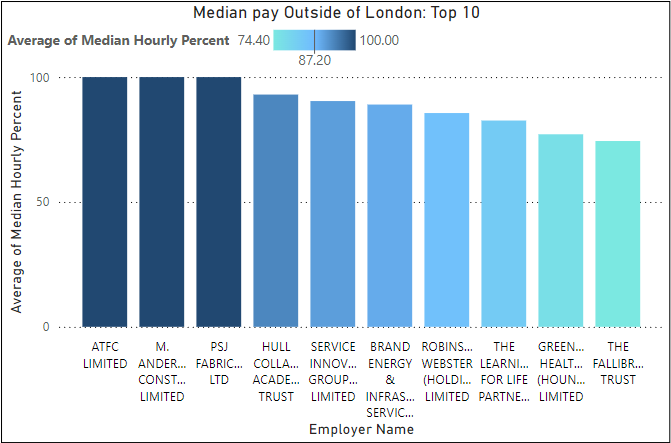 Median pay Outside of London: Top 10
Average of Median Hourly Percent 74.40 100.00
87.20
Average of Median Hourly Percent
100
50
0
ATFC LIMITED
M. ANDER... CONST... LIMITED
PSJ FABRIC... LTD
HULL COLLA... ACADE... TRUST
SERVICE INNOV... GROUP... LIMITED
BRAND ENERGY & INFRAS... SERVIC...
ROBINS... WEBSTER (HOLDI... LIMITED
THE LEARNI... FOR LIFE PARTNE...
GREEN... HEALT... (HOUN... LIMITED
THE FALLIBR... TRUST
Employer Name